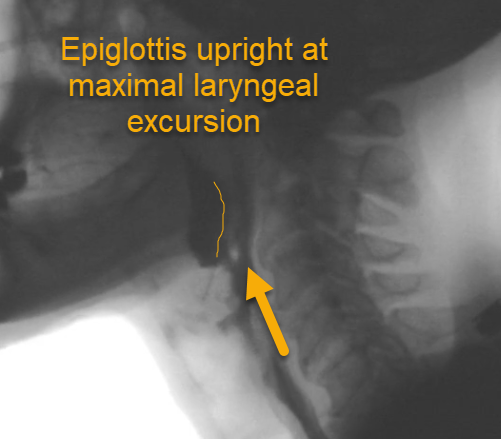 Epiglottis upright at
maximal laryngeal
excursion